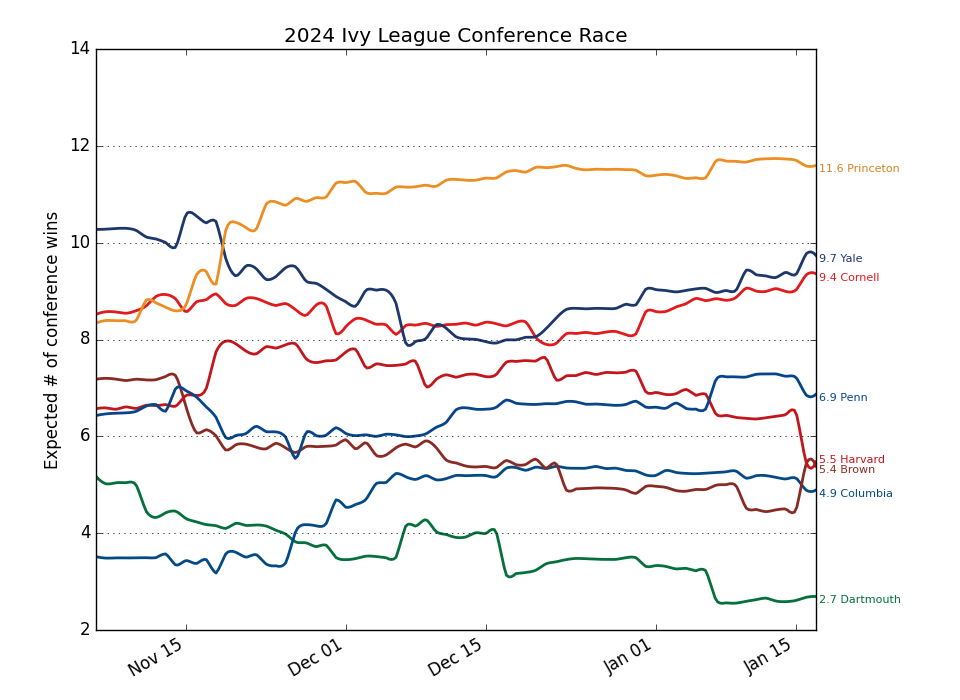 2024 Ivy League Conference Race
Expected # of conference wins
14
12
10
8
6
4
2
Nov 15
Dec 01
Dec 15
Jan 01
Jan 15
11.6 Princeton
9.7 Yale
9.4 Cornell
6.9 Penn
5.5 Harvard
5.4 Brown
4.9 Columbia
2.7 Dartmouth